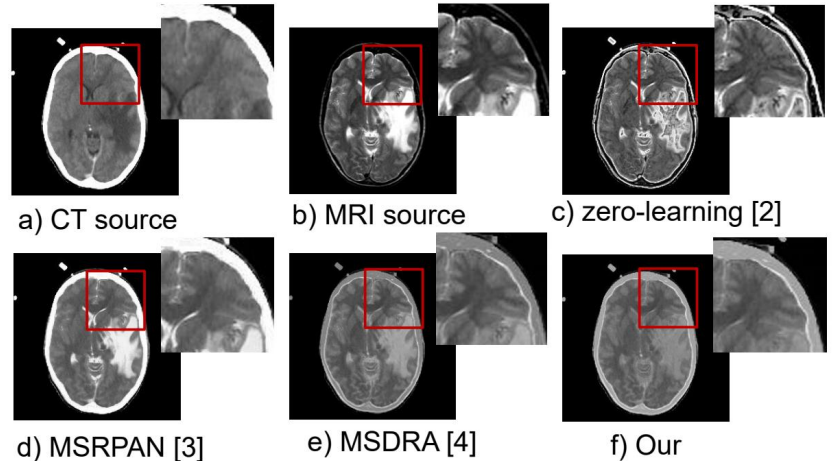 a) CT source
b) MRI source
c) zero-learning [2]
d) MSRPAN [3]
e) MSDRA [4]
f) Our